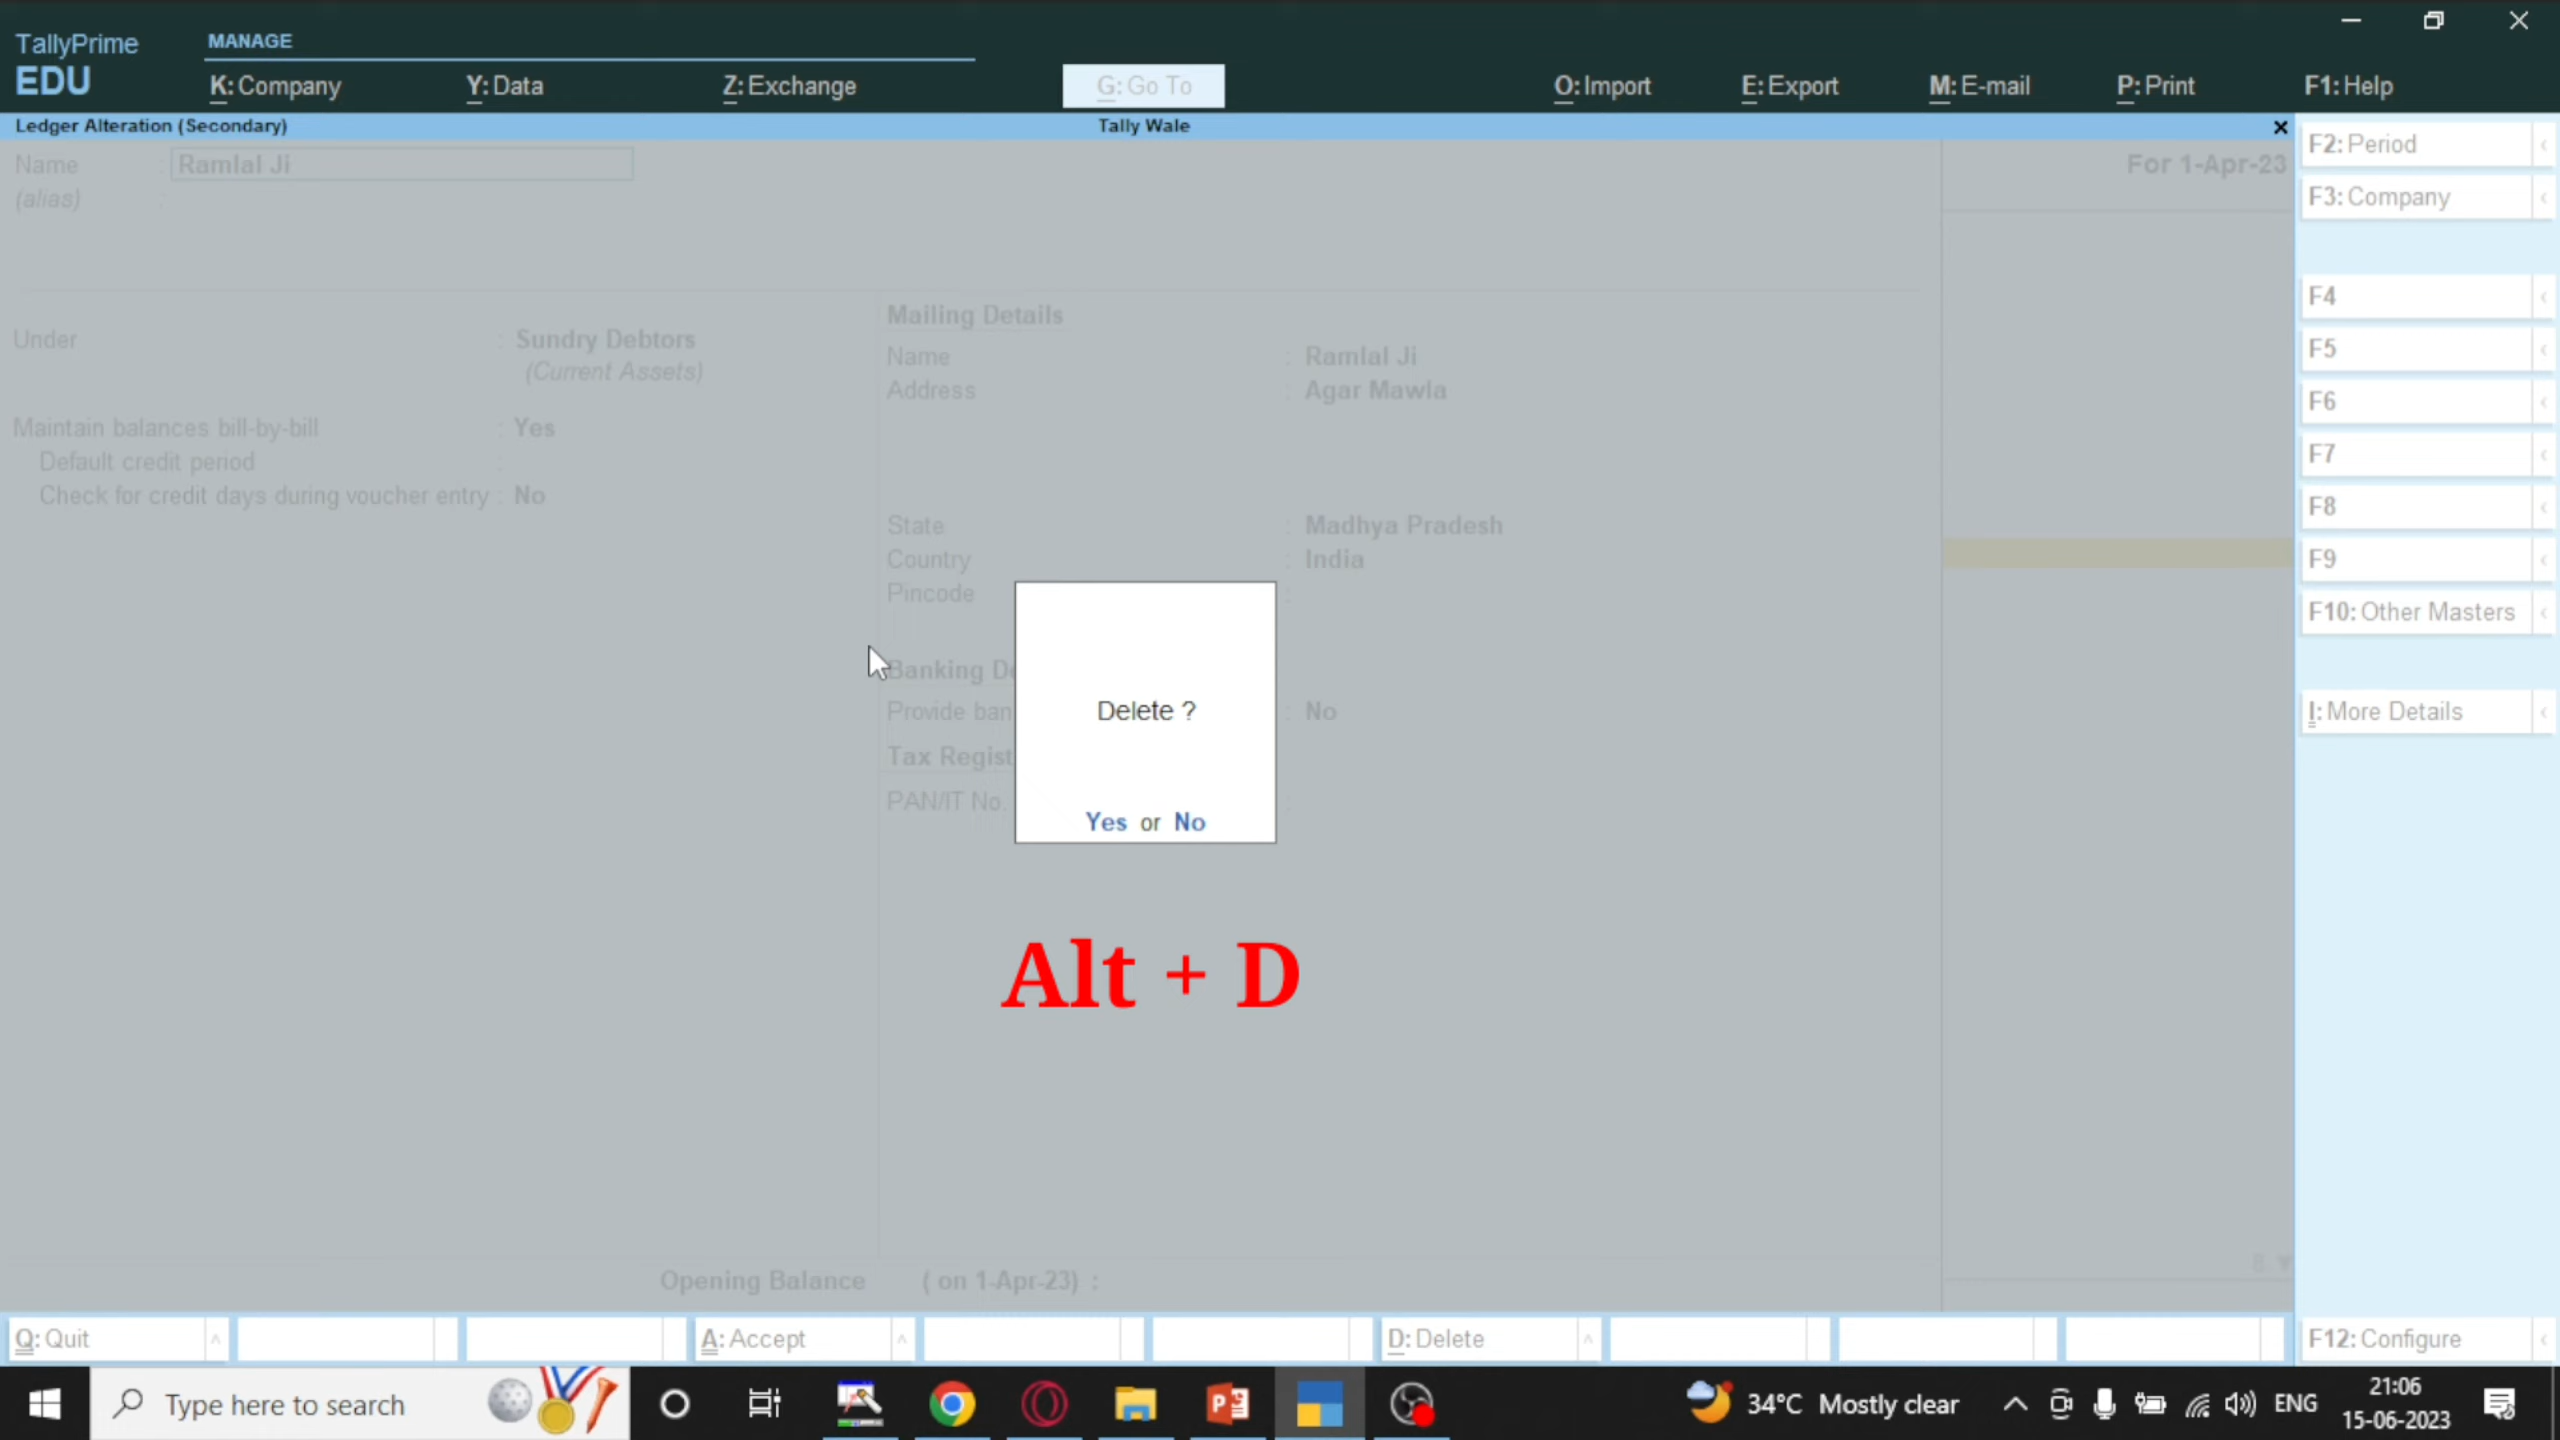 TallyPrime
EDU
MANAGE
K: Company
Y: Data
Z: Exchange
G: Go To
O: Import
E: Export
M: E-mail
P: Print
F1: Help
Ledger Alteration (Secondary)
Tally Wale
Name : Ramlal Ji
(alias) :
For 1-Apr-23
Under : Sundry Debtors
(Current Assets)
Maintain balances bill-by-bill : Yes
Default credit period :
Check for credit days during voucher entry : No
Mailing Details
Name : Ramlal Ji
Address : Agar Mawla
State : Madhya Pradesh
Country : India
Pincode :
Banking De
Provide ban : No
Tax Regist
PAN/IT No. :
Delete ?
Yes or No
Alt + D
Opening Balance ( on 1-Apr-23) :
8 ▼
F2: Period
F3: Company
F4
F5
F6
F7
F8
F9
F10: Other Masters
I: More Details
F12: Configure
Q: Quit
A: Accept
D: Delete
Type here to search
34°C Mostly clear
ENG
21:06
15-06-2023